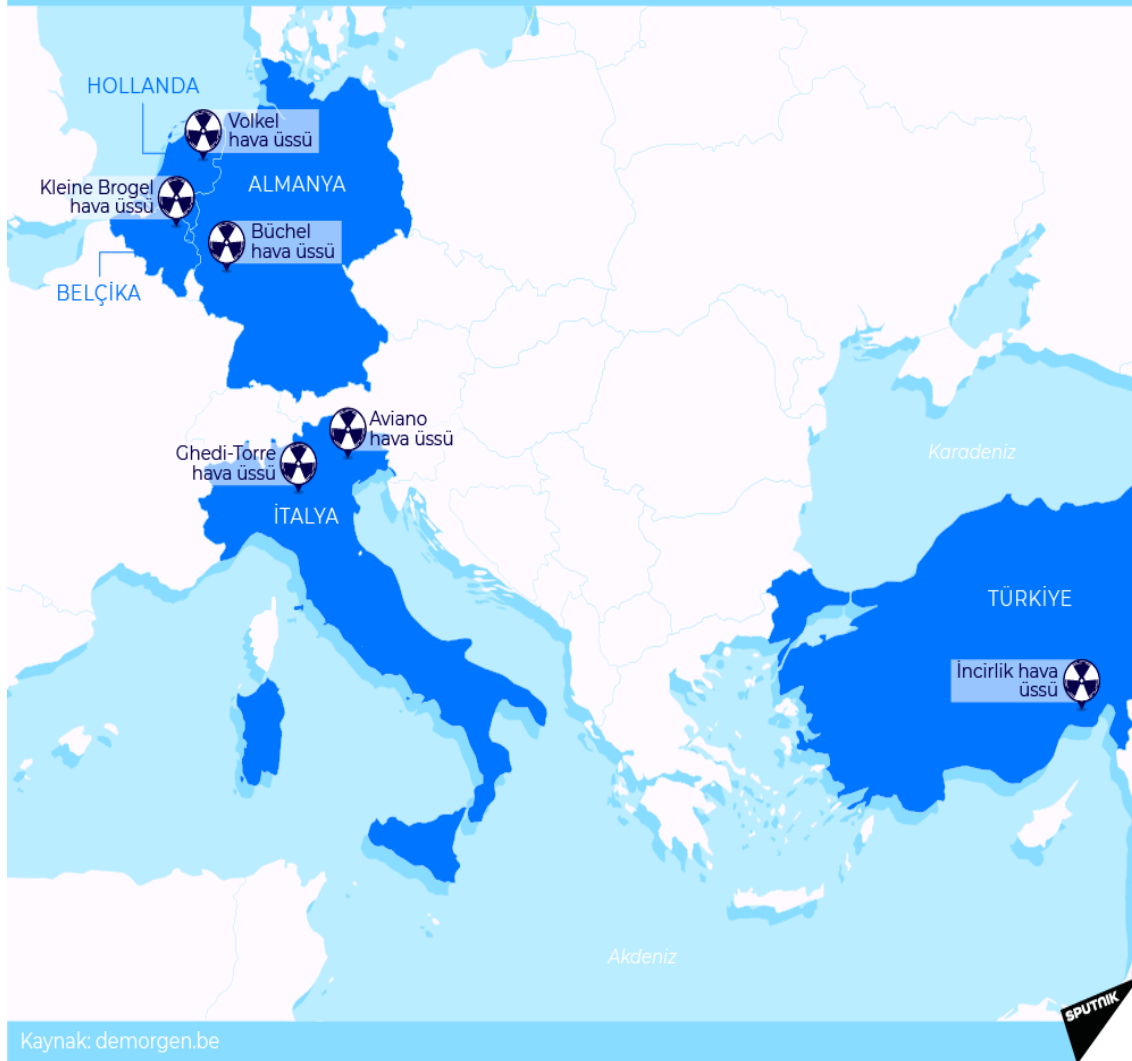 HOLLANDA
Volkel
hava üssü
Kleine Brogel
hava üssü
ALMANYA
Büchel
hava üssü
BELÇİKA
Aviano
hava üssü
Ghedi-Torre
hava üssü
İTALYA
Karadeniz
TÜRKİYE
İncirlik hava
üssü
Akdeniz
SPUTNIK
Kaynak: demorgen.be